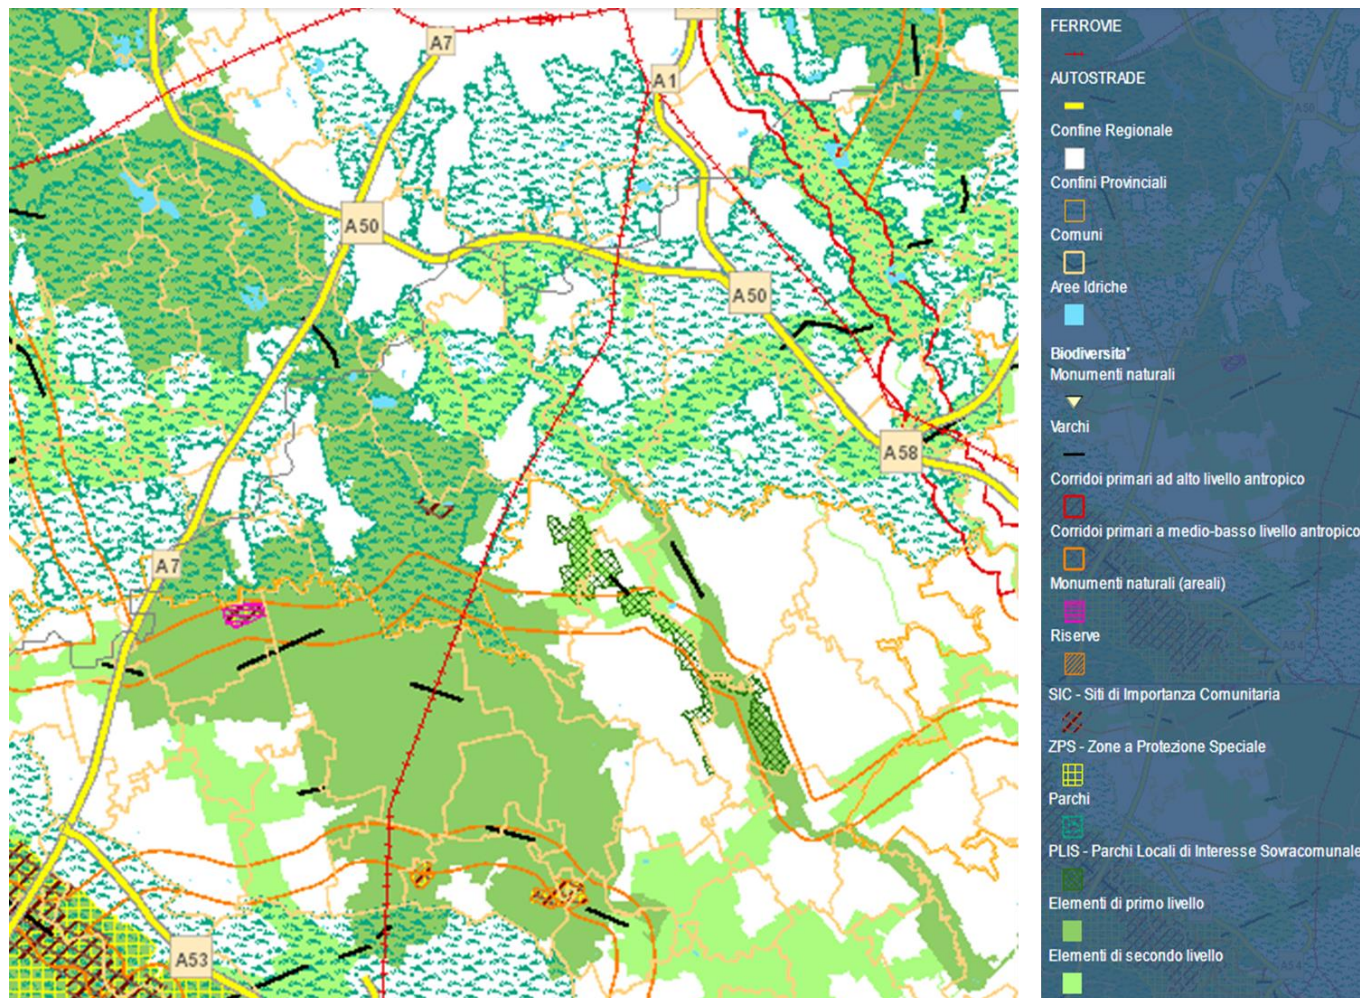 A7
A1
A50
A50
A58
A7
A53
FERROVIE
AUTOSTRADE
Confine Regionale
Confini Provinciali
Comuni
Aree Idriche
Biodiversita'
Monumenti naturali
Varchi
Corridoi primari ad alto livello antropico
Corridoi primari a medio-basso livello antropico
Monumenti naturali (areali)
Riserve
SIC - Siti di Importanza Comunitaria
ZPS - Zone a Protezione Speciale
Parchi
PLIS - Parchi Locali di Interesse Sovracomunale
Elementi di primo livello
Elementi di secondo livello